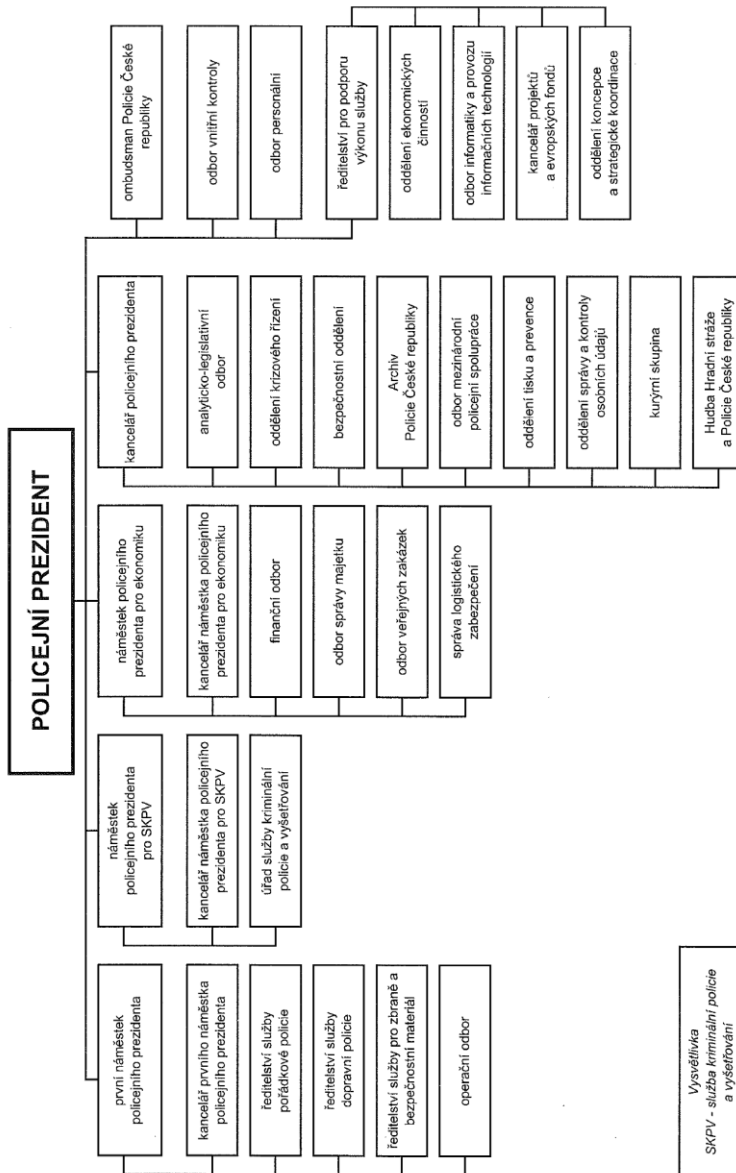 POLICEJNÍ PREZIDENT
první náměstek
policejního prezidenta
kancelář prvního náměstka
policejního prezidenta
ředitelství služby
pořádkové policie
ředitelství služby
dopravní policie
ředitelství služby pro zbraně a
bezpečnostní materiál
operační odbor
náměstek
policejního prezidenta
pro SKPV
kancelář náměstka policejního
prezidenta pro SKPV
úřad služby kriminální
policie a vyšetřování
náměstek policejního
prezidenta pro ekonomiku
kancelář náměstka policejního
prezidenta pro ekonomiku
finanční odbor
odbor správy majetku
odbor veřejných zakázek
správa logistického
zabezpečení
kancelář policejního prezidenta
analyticko-legislativní
odbor
oddělení krizového řízení
bezpečnostní oddělení
Archiv
Policie České republiky
odbor mezinárodní
policejní spolupráce
oddělení tisku a prevence
oddělení správy a kontroly
osobních údajů
kurýrní skupina
Hudba Hradní stráže
a Policie České republiky
ombudsman Policie České
republiky
odbor vnitřní kontroly
odbor personální
ředitelství pro podporu
výkonu služby
oddělení ekonomických
činností
odbor informatiky a provozu
informačních technologií
kancelář projektů
a evropských fondů
oddělení koncepce
a strategické koordinace
Vysvětlivka
SKPV - služba kriminální policie
a vyšetřování